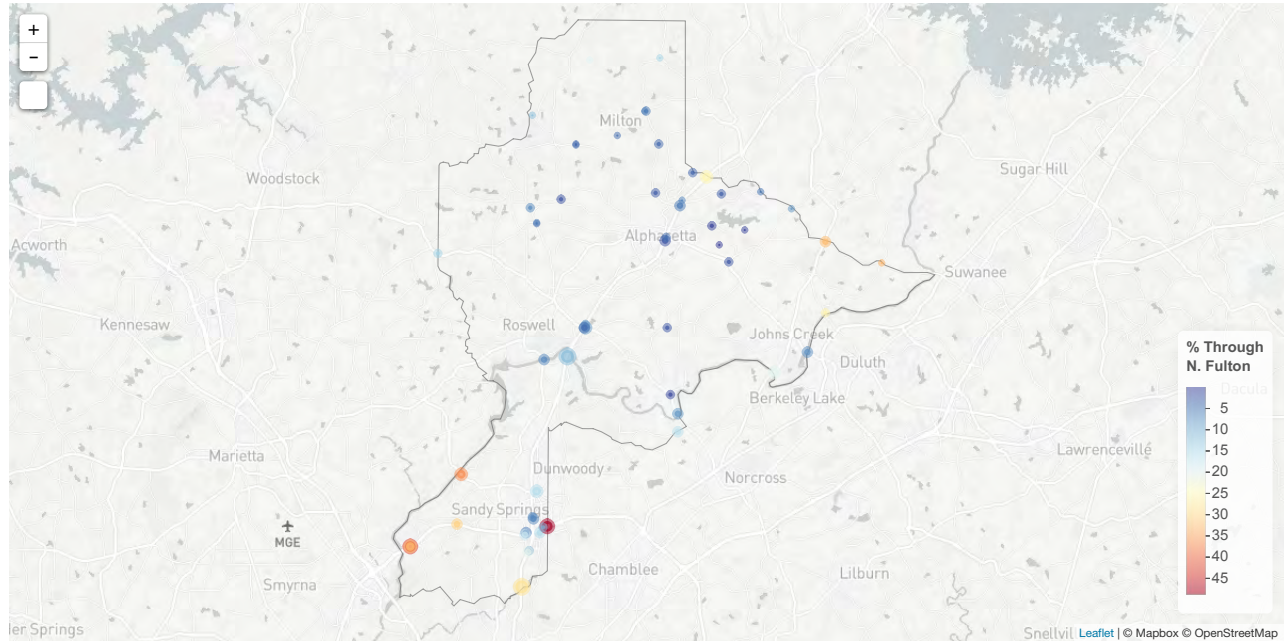 +
−
Milton
Woodstock
Sugar Hill
Acworth
Alpharetta
Suwanee
Kennesaw
Roswell
Johns Creek
Duluth
Berkeley Lake
% Through
N. Fulton
Dacula
5
10
15
20
25
30
35
40
45
Marietta
Dunwoody
Norcross
Lawrenceville
Sandy Springs
MGE
Smyrna
Chamblee
Lilburn
der Springs
Snellvil
Leaflet | © Mapbox © OpenStreetMap